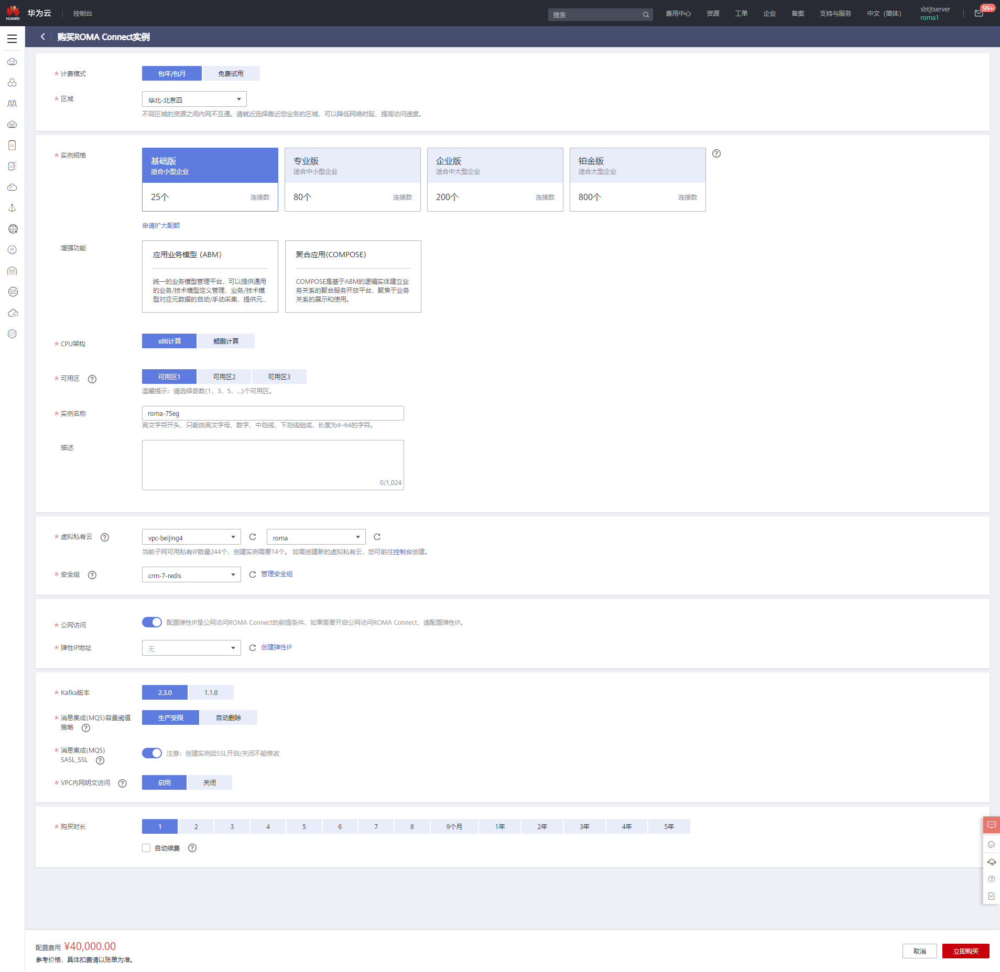 HUAWEI 华为云 控制台 搜索 费用中心 资源 工单 企业 备案 支持与服务 中文（简体） sbtjtserver 99+
roma1
购买ROMA Connect实例
* 计费模式 包年/包月 免费试用
* 区域 华北-北京四
不同区域的资源之间内网不互通。请就近选择靠近您业务的区域，可以降低网络时延、提高访问速度。
* 实例规格 基础版 专业版 企业版 铂金版
适合小型企业 适合中小型企业 适合中大型企业 适合大型企业
25个 连接数 80个 连接数 200个 连接数 800个 连接数
申请扩大配额
增强功能
应用业务模型 (ABM) 聚合应用(COMPOSE)
统一的业务模型管理平台，可以提供通用 COMPOSE是基于ABM的逻辑实体建立业
的业务/技术模型定义管理，业务/技术模 务关系的聚合服务开放平台，聚焦于业务
型对应元数据的自动/手动采集，提供元... 关系的展示和使用。
* CPU架构 x86计算 鲲鹏计算
* 可用区 可用区1 可用区2 可用区3
温馨提示：请选择奇数(1，3，5，...)个可用区。
* 实例名称 roma-75eg
英文字符开头，只能由英文字母、数字、中划线、下划线组成，长度为4~64的字符。
描述
0/1,024
* 虚拟私有云 vpc-beijing4 roma
当前子网可用私有IP数量244个，创建实例需要14个。 如需创建新的虚拟私有云，您可前往控制台创建。
* 安全组 crm-7-redis 管理安全组
* 公网访问 配置弹性IP是公网访问ROMA Connect的前提条件，如果需要开启公网访问ROMA Connect，请配置弹性IP。
* 弹性IP地址 无 创建弹性IP
* Kafka版本 2.3.0 1.1.0
* 消息集成(MQS)容量阈值 生产受限 自动删除
策略
* 消息集成(MQS) 注意：创建实例后SSL开启/关闭不能修改
SASL_SSL
* VPC内网明文访问 启用 关闭
* 购买时长 1 2 3 4 5 6 7 8 9个月 1年 2年 3年 4年 5年
自动续费
配置费用 ¥40,000.00
参考价格，具体扣费请以账单为准。
取消 立即购买